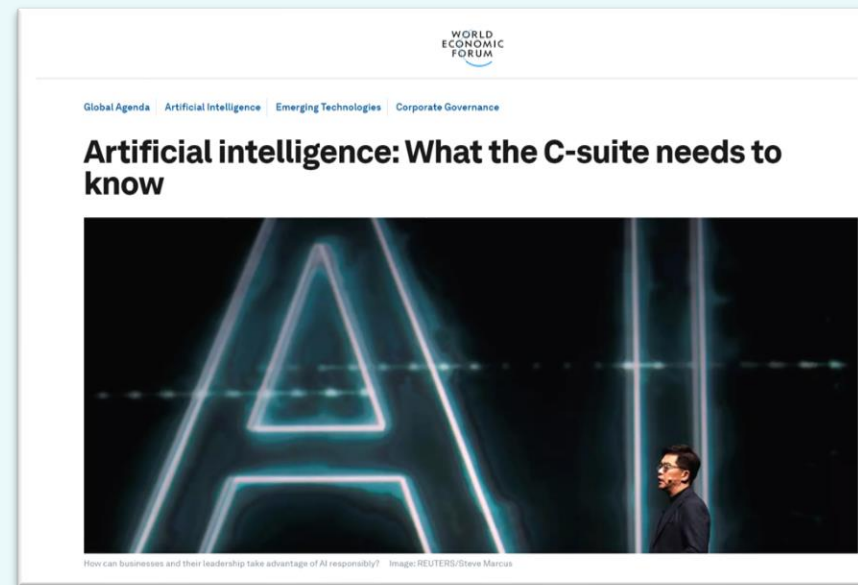 WORLD
ECONOMIC
FORUM
Global Agenda Artificial Intelligence Emerging Technologies Corporate Governance
Artificial intelligence: What the C-suite needs to
know
AI
How can businesses and their leadership take advantage of AI responsibly? Image: REUTERS/Steve Marcus